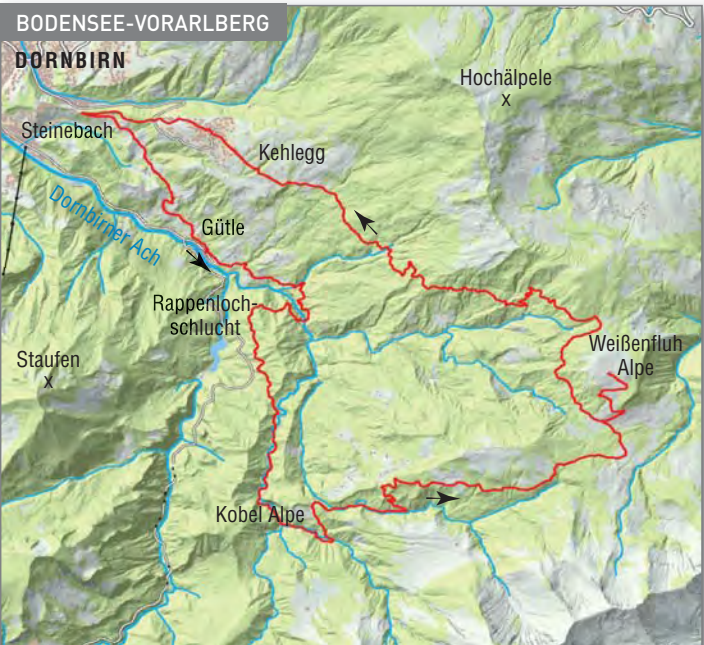 BODENSEE-VORARLBERG
DORNBIRN
Hochälpele
x
Steinebach
Kehlegg
Dornbirner Ach
Gütle
Rappenloch-
schlucht
Weißenfluh
Alpe
Staufen
x
Kobel Alpe